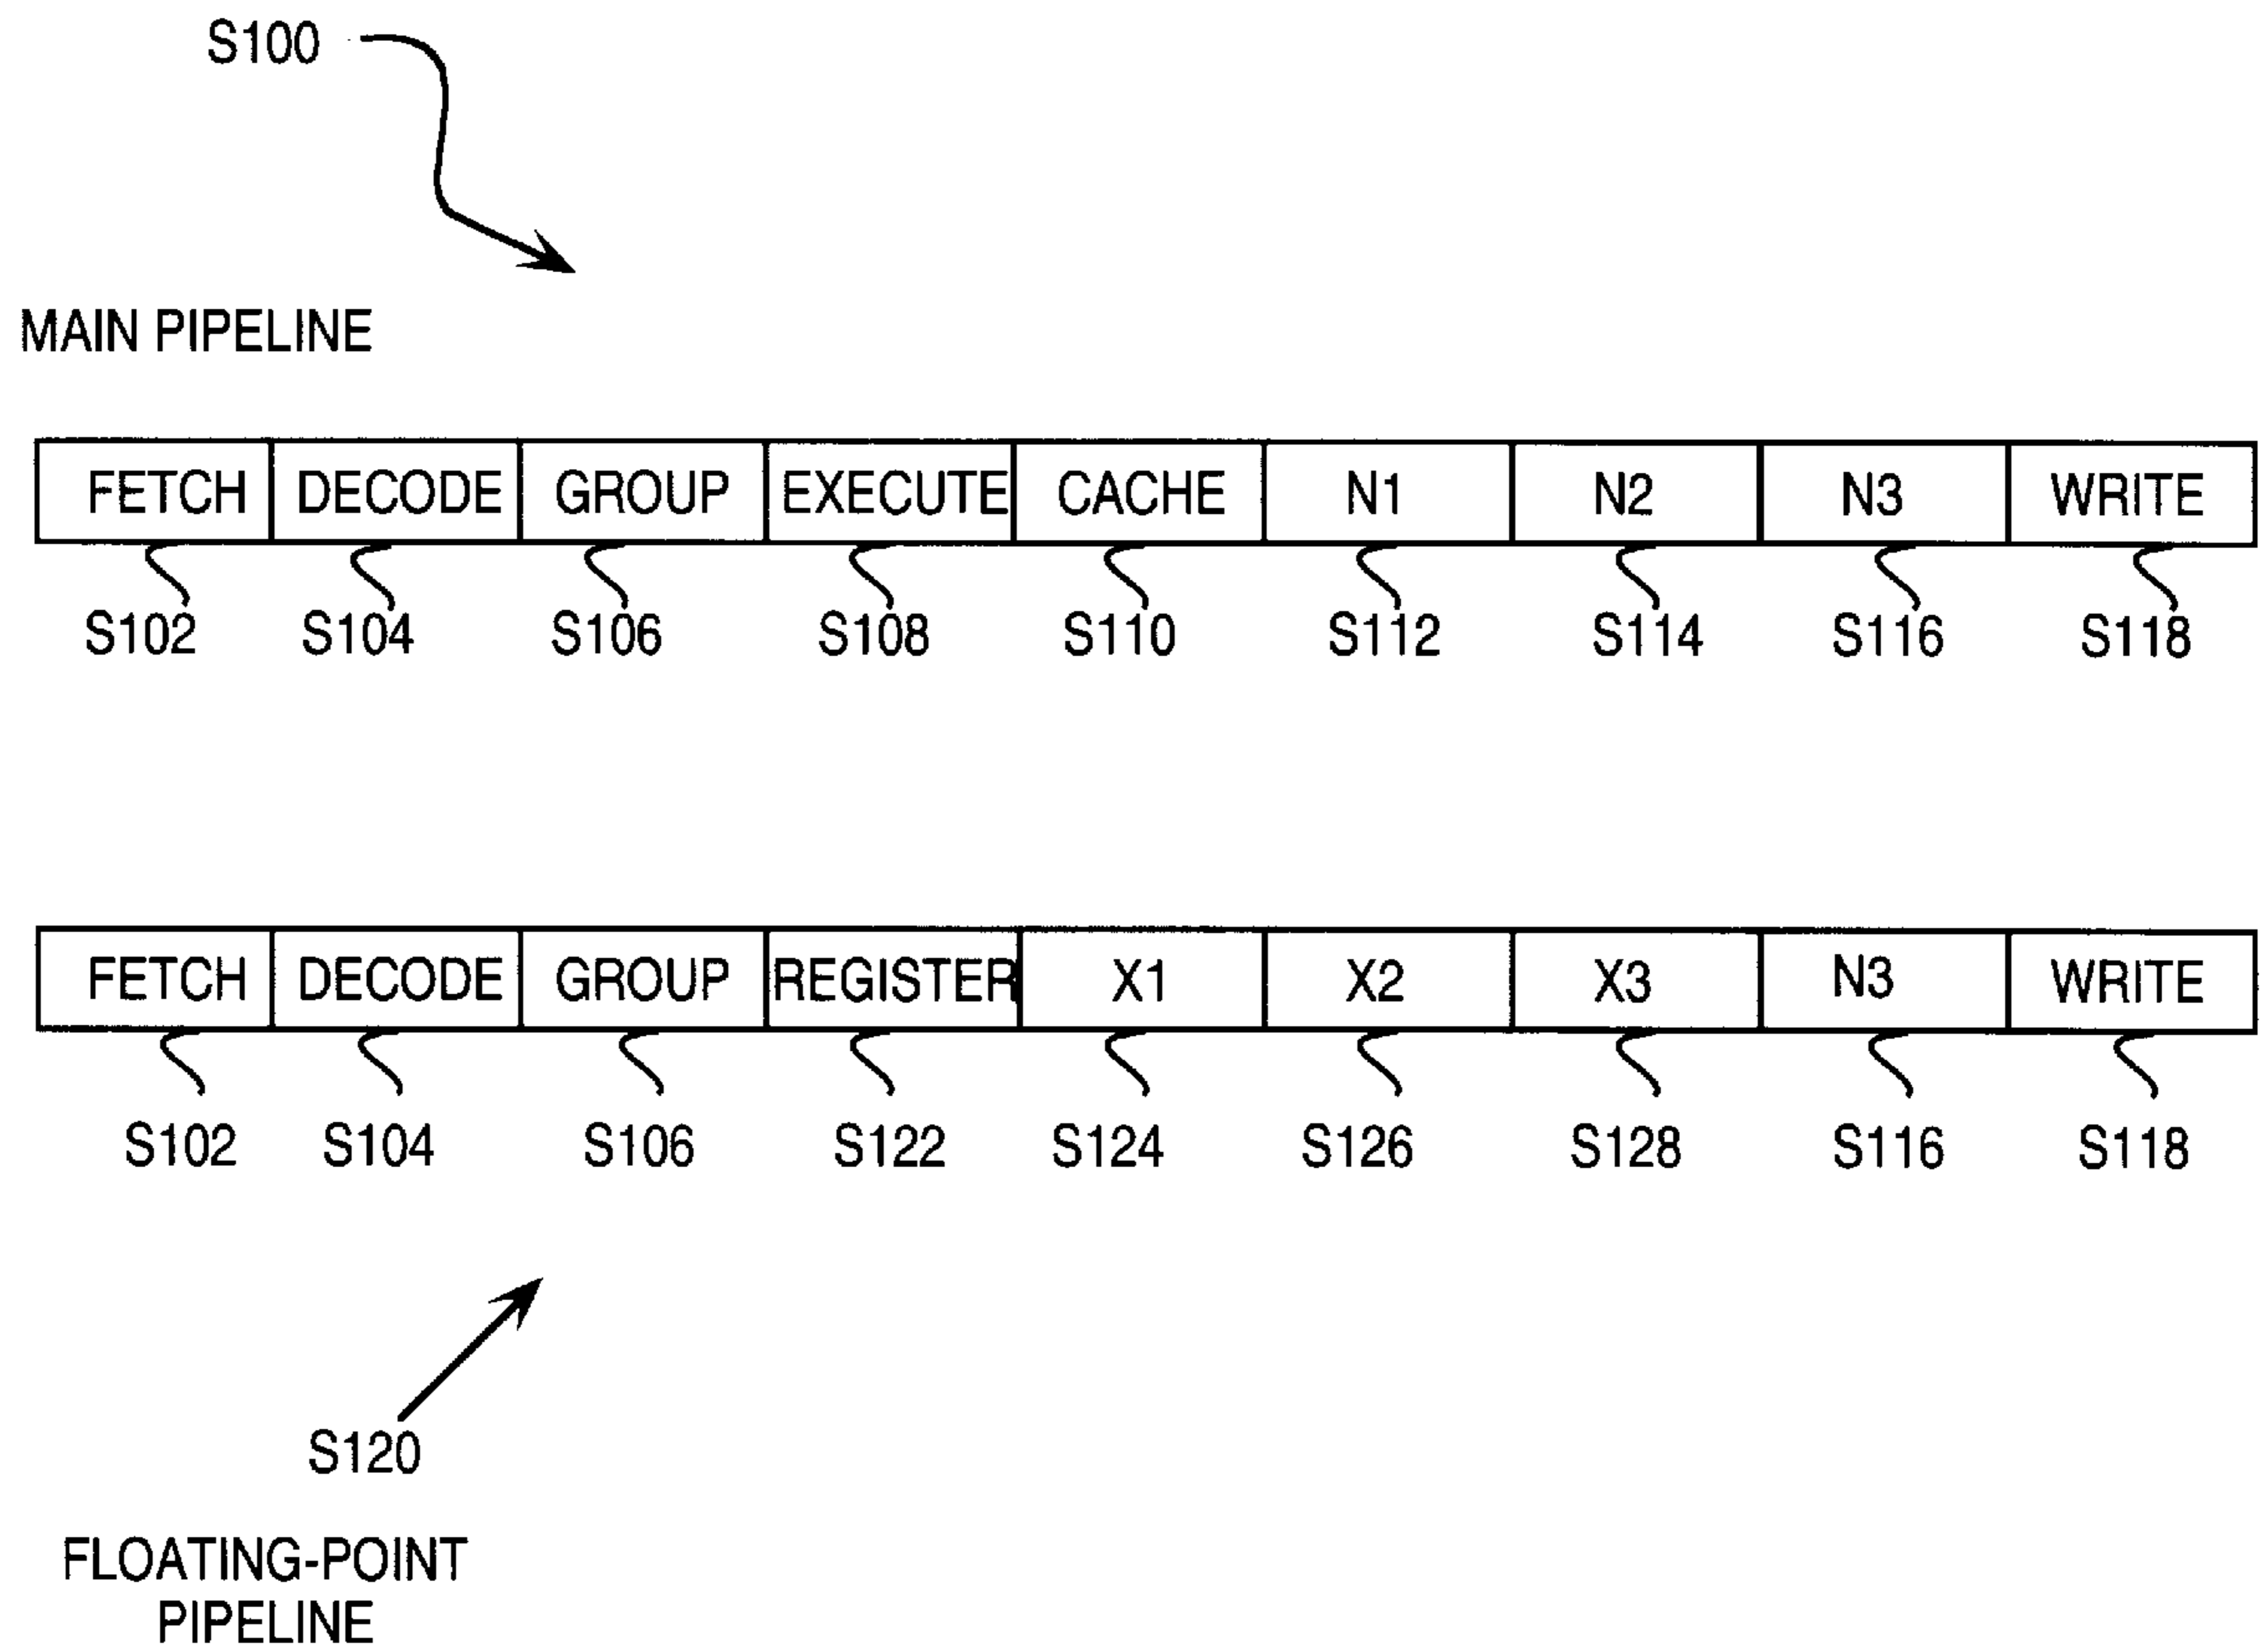 S100
MAIN PIPELINE
FETCH DECODE GROUP EXECUTE CACHE N1 N2 N3 WRITE
S102 S104 S106 S108 S110 S112 S114 S116 S118
FETCH DECODE GROUP REGISTER X1 X2 X3 N3 WRITE
S102 S104 S106 S122 S124 S126 S128 S116 S118
S120
FLOATING-POINT
PIPELINE